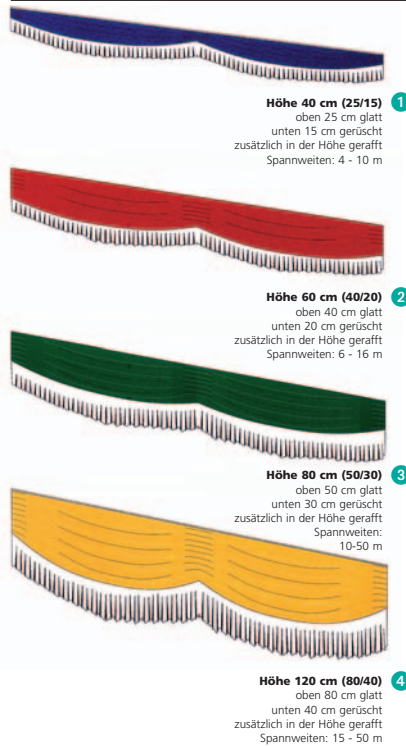 Höhe 40 cm (25/15) 1
oben 25 cm glatt
unten 15 cm gerüscht
zusätzlich in der Höhe gerafft
Spannweiten: 4 - 10 m
Höhe 60 cm (40/20) 2
oben 40 cm glatt
unten 20 cm gerüscht
zusätzlich in der Höhe gerafft
Spannweiten: 6 - 16 m
Höhe 80 cm (50/30) 3
oben 50 cm glatt
unten 30 cm gerüscht
zusätzlich in der Höhe gerafft
Spannweiten:
10-50 m
Höhe 120 cm (80/40) 4
oben 80 cm glatt
unten 40 cm gerüscht
zusätzlich in der Höhe gerafft
Spannweiten: 15 - 50 m